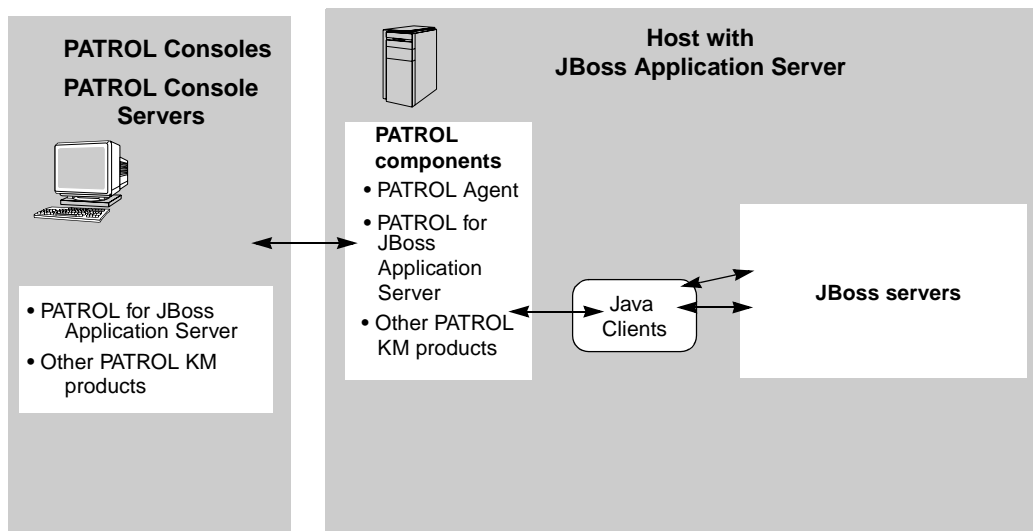 PATROL Consoles
PATROL Console
Servers
• PATROL for JBoss
Application Server
• Other PATROL KM
products
Host with
JBoss Application Server
PATROL
components
• PATROL Agent
• PATROL for
JBoss
Application
Server
• Other PATROL
KM products
Java
Clients
JBoss servers